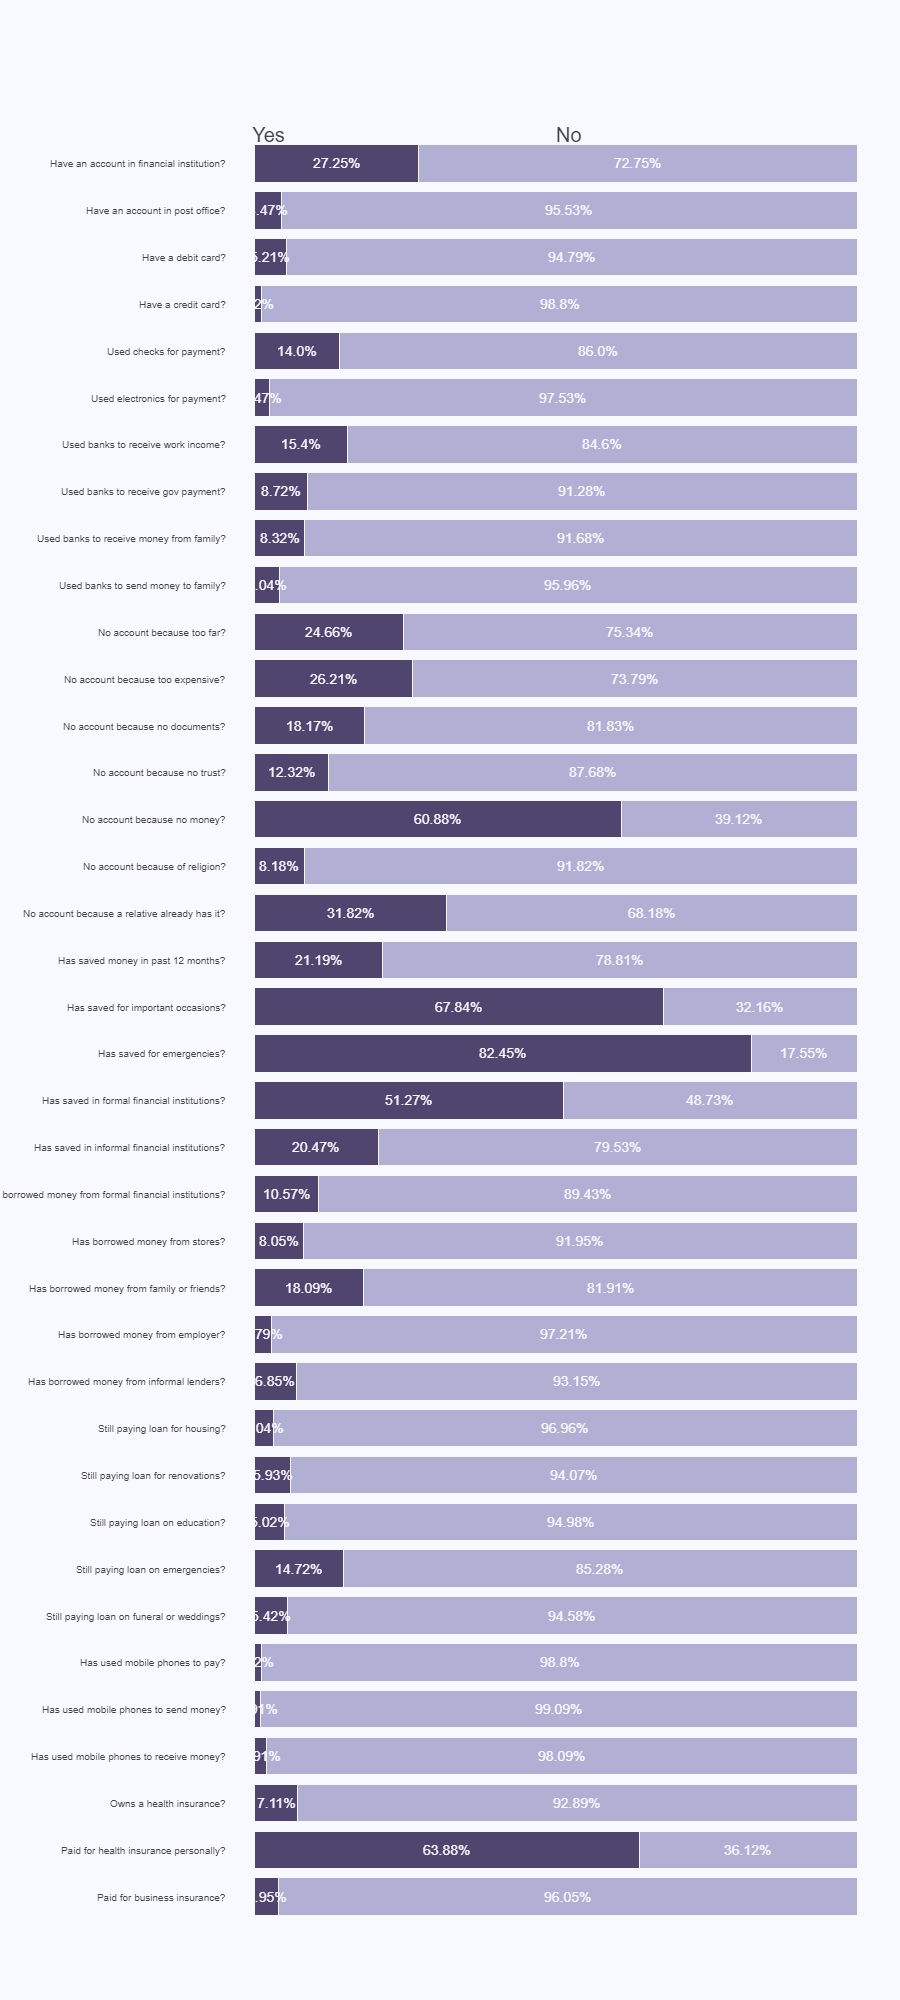 Yes No
Have an account in financial institution? 27.25% 72.75%
Have an account in post office? .47% 95.53%
Have a debit card? 5.21% 94.79%
Have a credit card? 2% 98.8%
Used checks for payment? 14.0% 86.0%
Used electronics for payment? 47% 97.53%
Used banks to receive work income? 15.4% 84.6%
Used banks to receive gov payment? 8.72% 91.28%
Used banks to receive money from family? 8.32% 91.68%
Used banks to send money to family? .04% 95.96%
No account because too far? 24.66% 75.34%
No account because too expensive? 26.21% 73.79%
No account because no documents? 18.17% 81.83%
No account because no trust? 12.32% 87.68%
No account because no money? 60.88% 39.12%
No account because of religion? 8.18% 91.82%
No account because a relative already has it? 31.82% 68.18%
Has saved money in past 12 months? 21.19% 78.81%
Has saved for important occasions? 67.84% 32.16%
Has saved for emergencies? 82.45% 17.55%
Has saved in formal financial institutions? 51.27% 48.73%
Has saved in informal financial institutions? 20.47% 79.53%
borrowed money from formal financial institutions? 10.57% 89.43%
Has borrowed money from stores? 8.05% 91.95%
Has borrowed money from family or friends? 18.09% 81.91%
Has borrowed money from employer? 79% 97.21%
Has borrowed money from informal lenders? 6.85% 93.15%
Still paying loan for housing? 04% 96.96%
Still paying loan for renovations? 5.93% 94.07%
Still paying loan on education? 5.02% 94.98%
Still paying loan on emergencies? 14.72% 85.28%
Still paying loan on funeral or weddings? 5.42% 94.58%
Has used mobile phones to pay? 2% 98.8%
Has used mobile phones to send money? 91% 99.09%
Has used mobile phones to receive money? 91% 98.09%
Owns a health insurance? 7.11% 92.89%
Paid for health insurance personally? 63.88% 36.12%
Paid for business insurance? .95% 96.05%